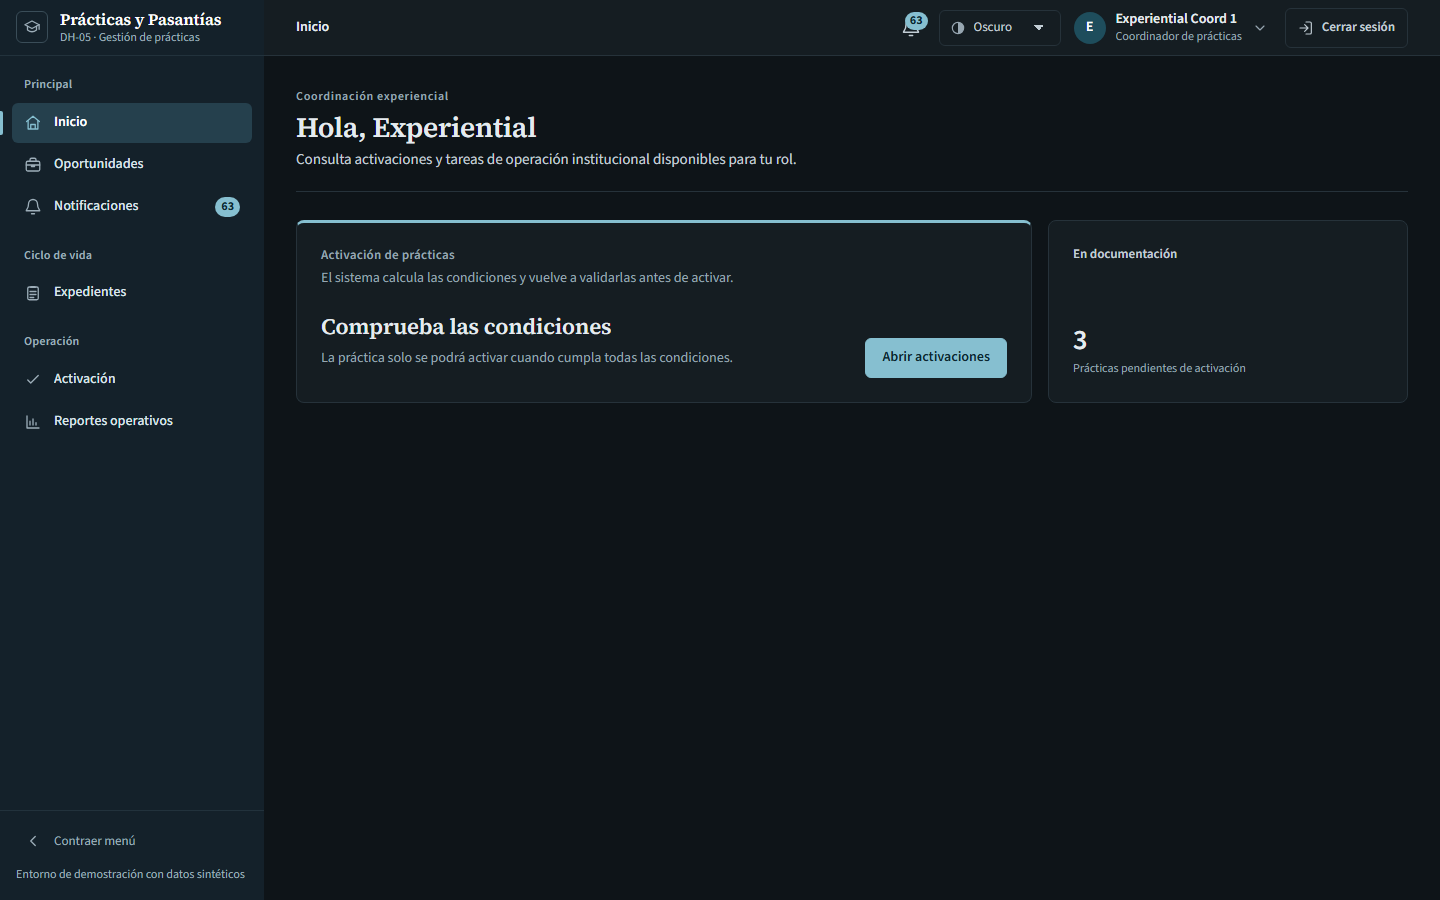 Prácticas y Pasantías
DH-05 · Gestión de prácticas
Inicio
63
Oscuro
E
Experiential Coord 1
Coordinador de prácticas
Cerrar sesión
Principal
Inicio
Oportunidades
Notificaciones
63
Ciclo de vida
Expedientes
Operación
Activación
Reportes operativos
Contraer menú
Entorno de demostración con datos sintéticos
Coordinación experiencial
Hola, Experiential
Consulta activaciones y tareas de operación institucional disponibles para tu rol.
Activación de prácticas
El sistema calcula las condiciones y vuelve a validarlas antes de activar.
Comprueba las condiciones
La práctica solo se podrá activar cuando cumpla todas las condiciones.
Abrir activaciones
En documentación
3
Prácticas pendientes de activación